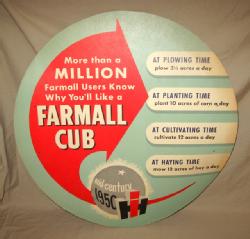 More than a
MILLION
Farmall Users Know
Why You'll Like a
FARMALL
CUB
AT PLOWING TIME
plow 3½ acres a day
AT PLANTING TIME
plant 10 acres of corn a day
AT CULTIVATING TIME
cultivate 12 acres a day
AT HAYING TIME
mow 12 acres of hay a day
mid century
1950
IH